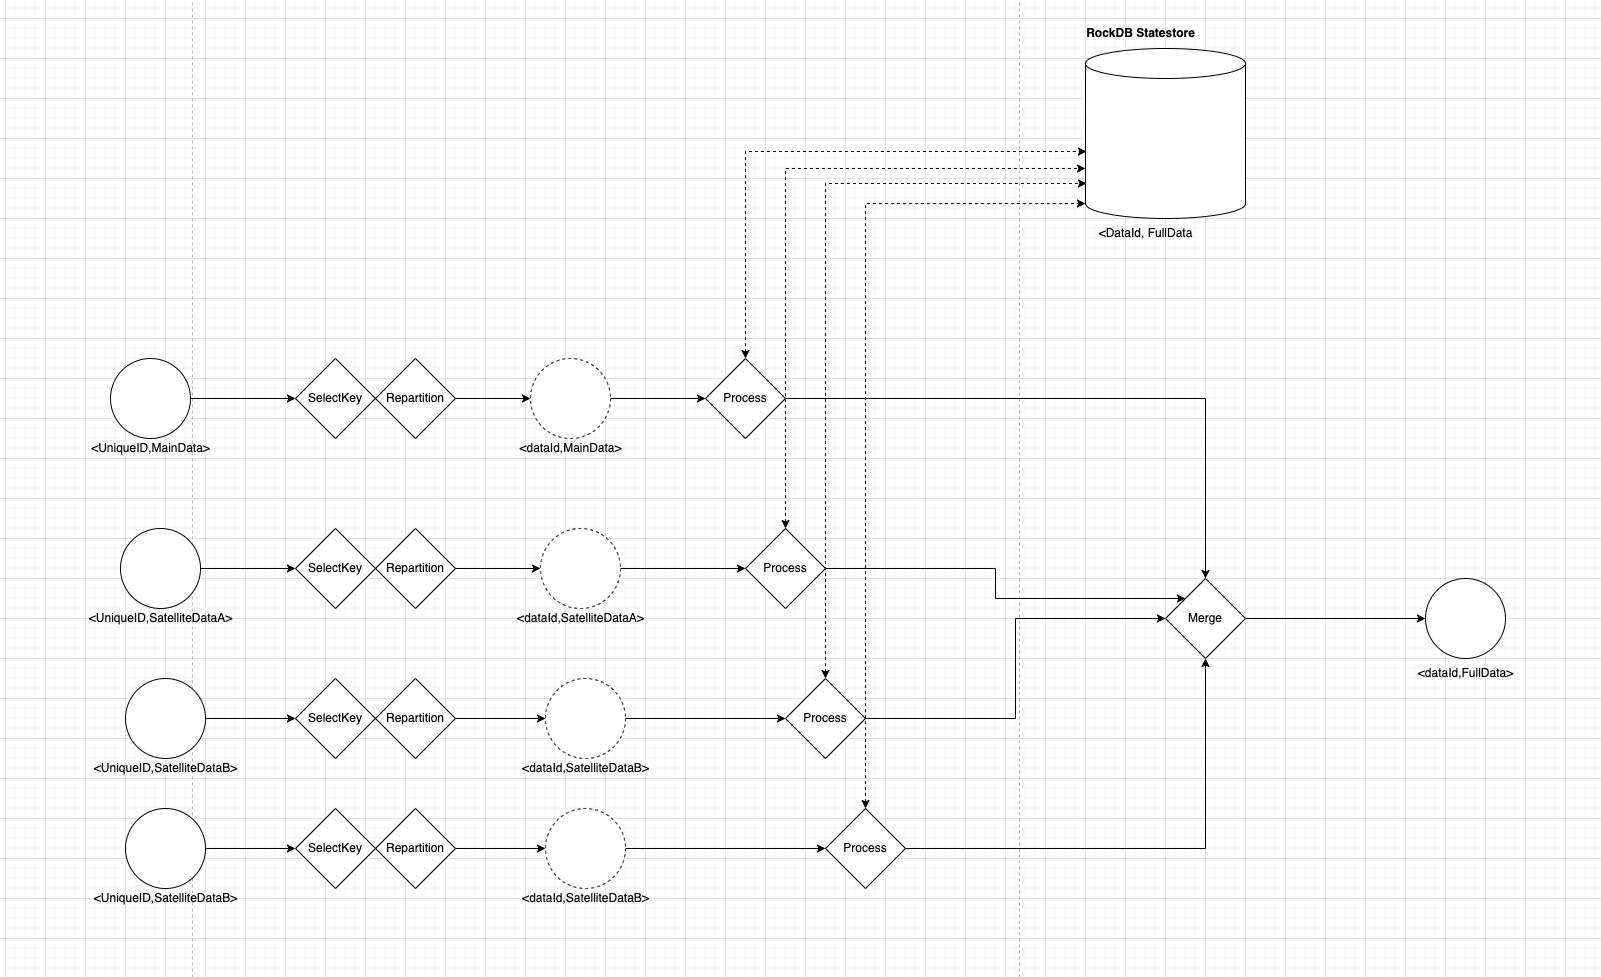 RockDB Statestore
<DataId, FullData
SelectKey
Repartition
Process
<UniqueID,MainData>
<dataId,MainData>
SelectKey
Repartition
Process
<UniqueID,SatelliteDataA>
<dataId,SatelliteDataA>
Merge
<dataId,FullData>
SelectKey
Repartition
Process
<UniqueID,SatelliteDataB>
<dataId,SatelliteDataB>
SelectKey
Repartition
Process
<UniqueID,SatelliteDataB>
<dataId,SatelliteDataB>